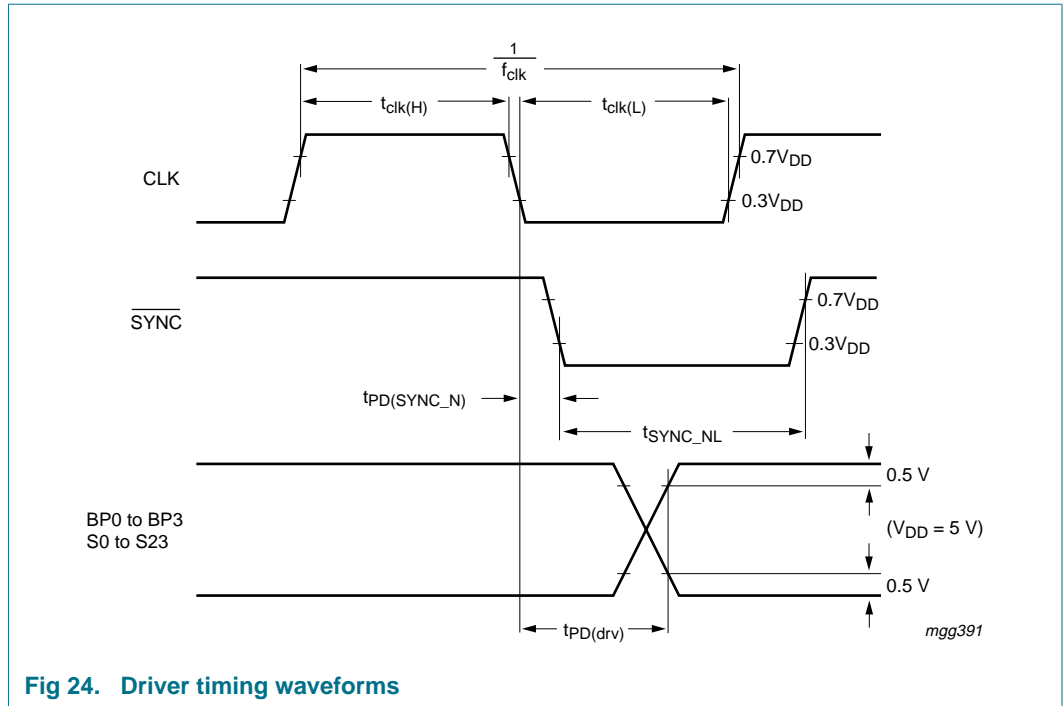 1
fclk
tclk(H)
tclk(L)
CLK
0.7VDD
0.3VDD
SYNC
0.7VDD
0.3VDD
tPD(SYNC_N)
tSYNC_NL
0.5 V
BP0 to BP3
S0 to S23
(VDD = 5 V)
0.5 V
tPD(drv)
mgg391
Fig 24. Driver timing waveforms